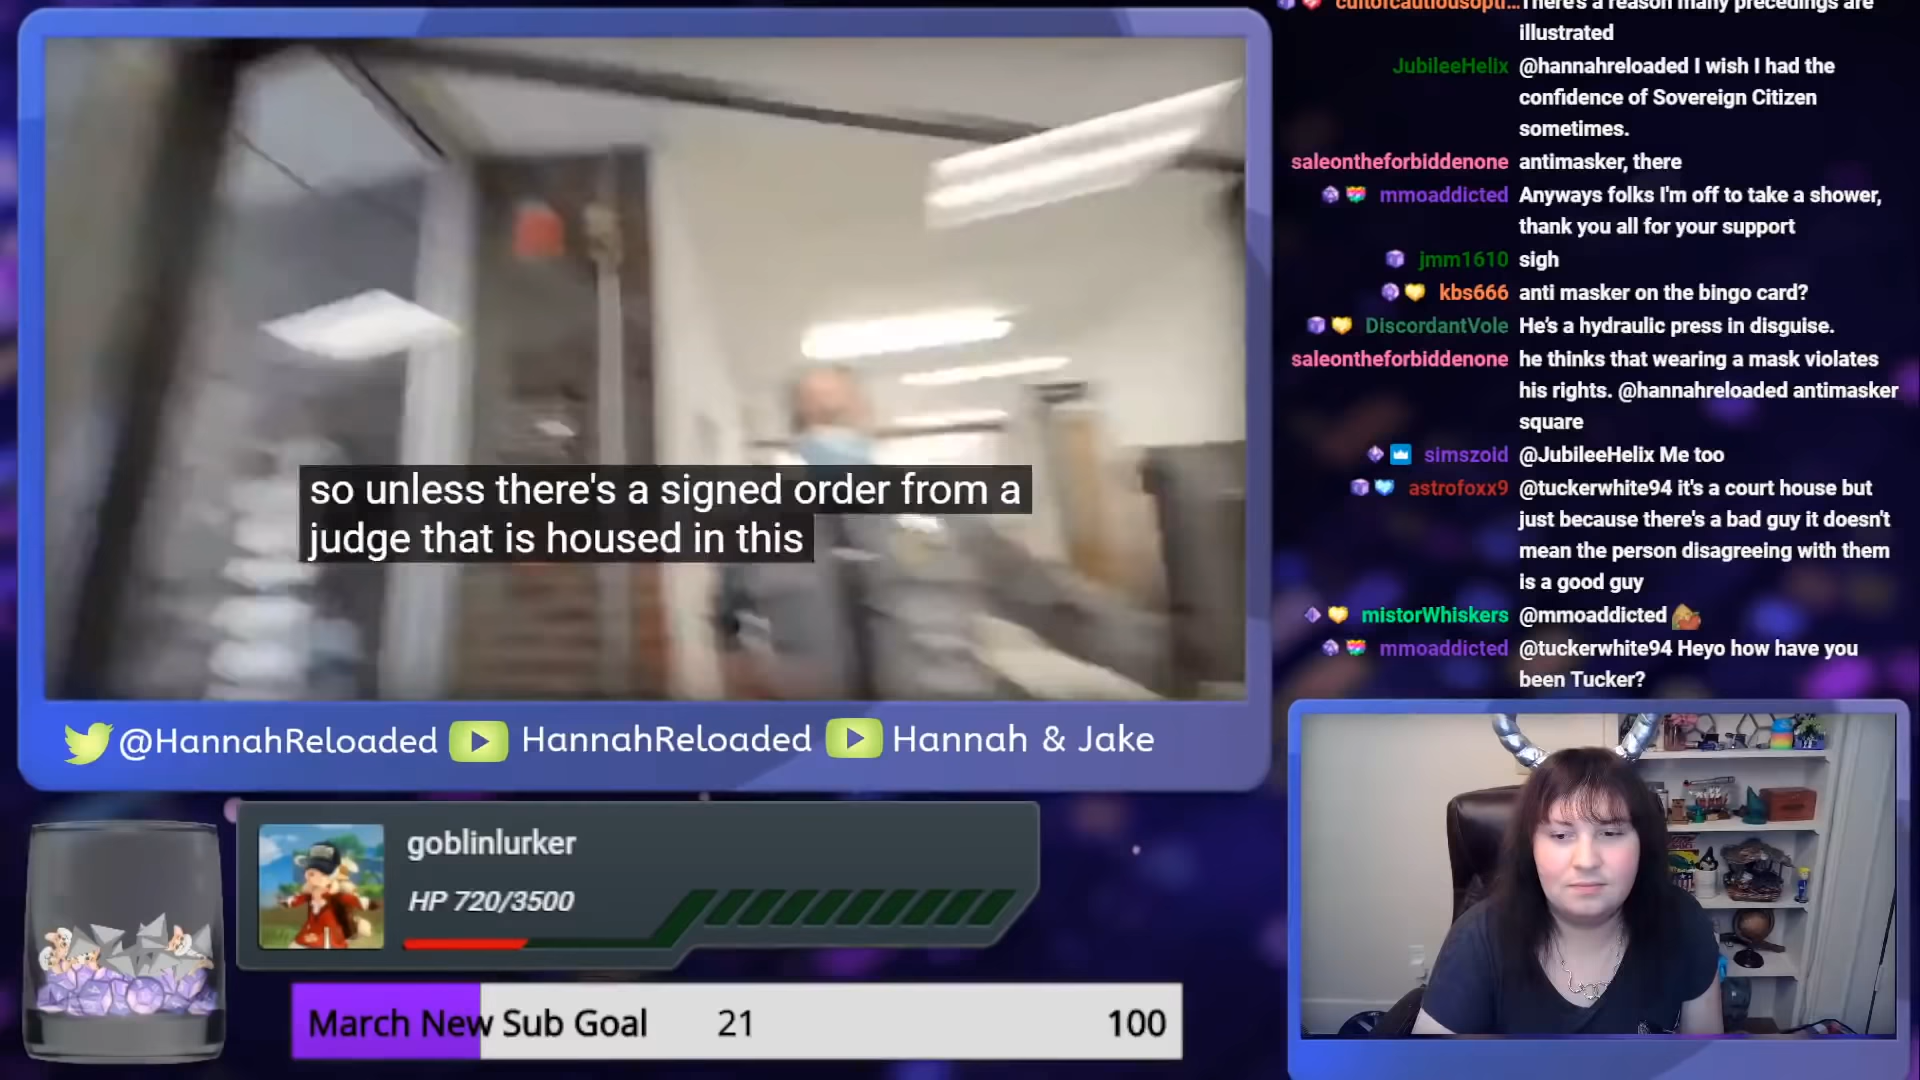 so unless there's a signed order from a
judge that is housed in this
@HannahReloaded HannahReloaded Hannah & Jake
goblinlurker
HP 720/3500
March New Sub Goal 21 100
cultofcautiousopti... There's a reason many precedings are
illustrated
JubileeHelix @hannahreloaded I wish I had the
confidence of Sovereign Citizen
sometimes.
saleontheforbiddenone antimasker, there
mmoaddicted Anyways folks I'm off to take a shower,
thank you all for your support
jmm1610 sigh
kbs666 anti masker on the bingo card?
DiscordantVole He's a hydraulic press in disguise.
saleontheforbiddenone he thinks that wearing a mask violates
his rights. @hannahreloaded antimasker
square
simszoid @JubileeHelix Me too
astrofoxx9 @tuckerwhite94 it's a court house but
just because there's a bad guy it doesn't
mean the person disagreeing with them
is a good guy
mistorWhiskers @mmoaddicted
mmoaddicted @tuckerwhite94 Heyo how have you
been Tucker?